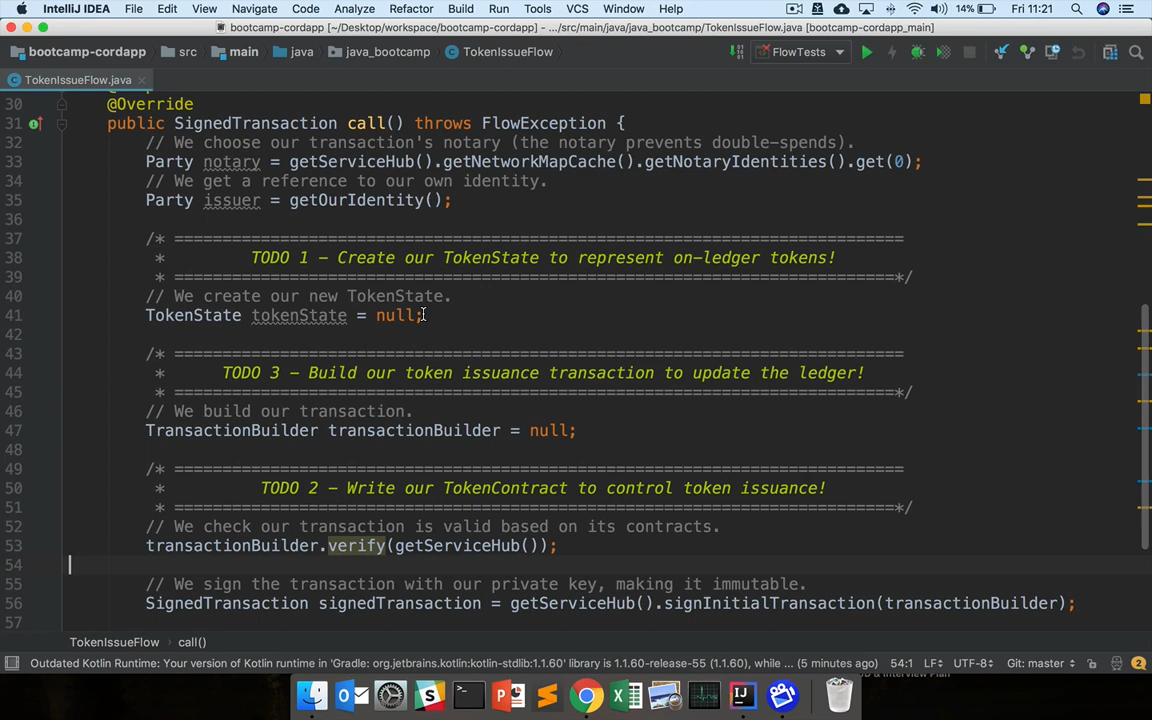 IntelliJ IDEA File Edit View Navigate Code Analyze Refactor Build Run Tools VCS Window Help 14% Fri 11:21
bootcamp-cordapp [~/Desktop/workspace/bootcamp-cordapp] - .../src/main/java/java_bootcamp/TokenIssueFlow.java [bootcamp-cordapp_main]
bootcamp-cordapp src main java java_bootcamp TokenIssueFlow FlowTests
TokenIssueFlow.java
30 @Override
31 public SignedTransaction call() throws FlowException {
32 // We choose our transaction's notary (the notary prevents double-spends).
33 Party notary = getServiceHub().getNetworkMapCache().getNotaryIdentities().get(0);
34 // We get a reference to our own identity.
35 Party issuer = getOurIdentity();
36
37 /* ============================================================================
38 * TODO 1 - Create our TokenState to represent on-ledger tokens!
39 * ===========================================================================*/
40 // We create our new TokenState.
41 TokenState tokenState = null;
42
43 /* ============================================================================
44 * TODO 3 - Build our token issuance transaction to update the ledger!
45 * ===========================================================================*/
46 // We build our transaction.
47 TransactionBuilder transactionBuilder = null;
48
49 /* ============================================================================
50 * TODO 2 - Write our TokenContract to control token issuance!
51 * ===========================================================================*/
52 // We check our transaction is valid based on its contracts.
53 transactionBuilder.verify(getServiceHub());
54
55 // We sign the transaction with our private key, making it immutable.
56 SignedTransaction signedTransaction = getServiceHub().signInitialTransaction(transactionBuilder);
57
TokenIssueFlow call()
Outdated Kotlin Runtime: Your version of Kotlin runtime in 'Gradle: org.jetbrains.kotlin:kotlin-stdlib:1.1.60' library is 1.1.60-release-55 (1.1.60), while ... (5 minutes ago) 54:1 LF UTF-8 Git: master 2